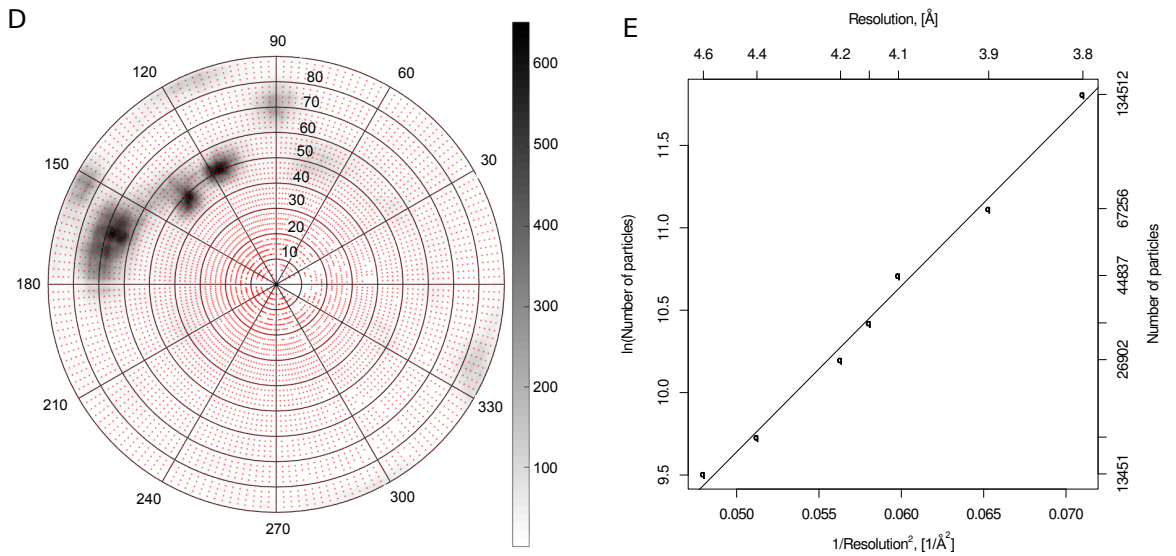 D
90
120
60
150
30
180
210
330
240
300
270
80
70
60
50
40
30
20
10
600
500
400
300
200
100
E
Resolution, [Å]
4.6 4.4 4.2 4.1 3.9 3.8
ln(Number of particles)
11.5
11.0
10.5
10.0
9.5
134512
67256
44837
26902
13451
Number of particles
q
q
q
q
q
q
q
0.050 0.055 0.060 0.065 0.070
1/Resolution², [1/Å²]